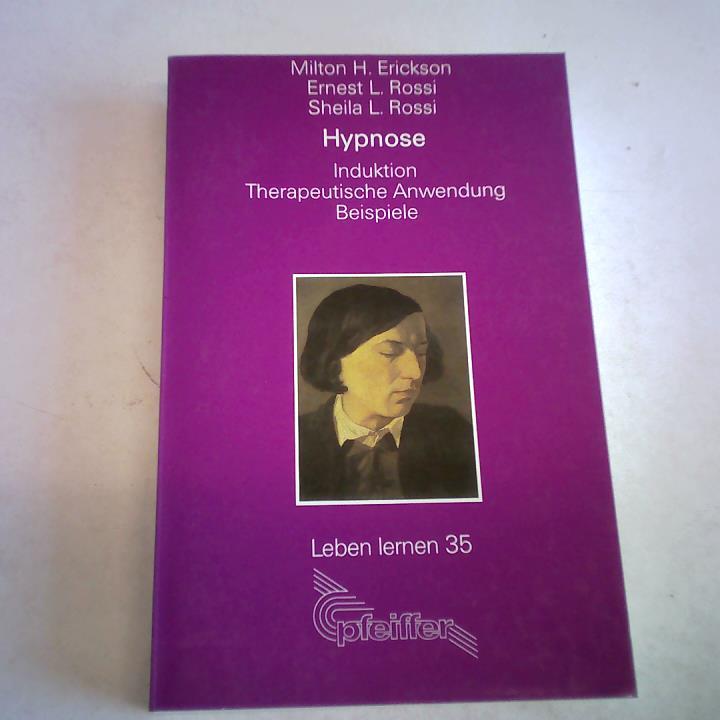 Milton H. Erickson
Ernest L. Rossi
Sheila L. Rossi
Hypnose
Induktion
Therapeutische Anwendung
Beispiele
Leben lernen 35
pfeiffer